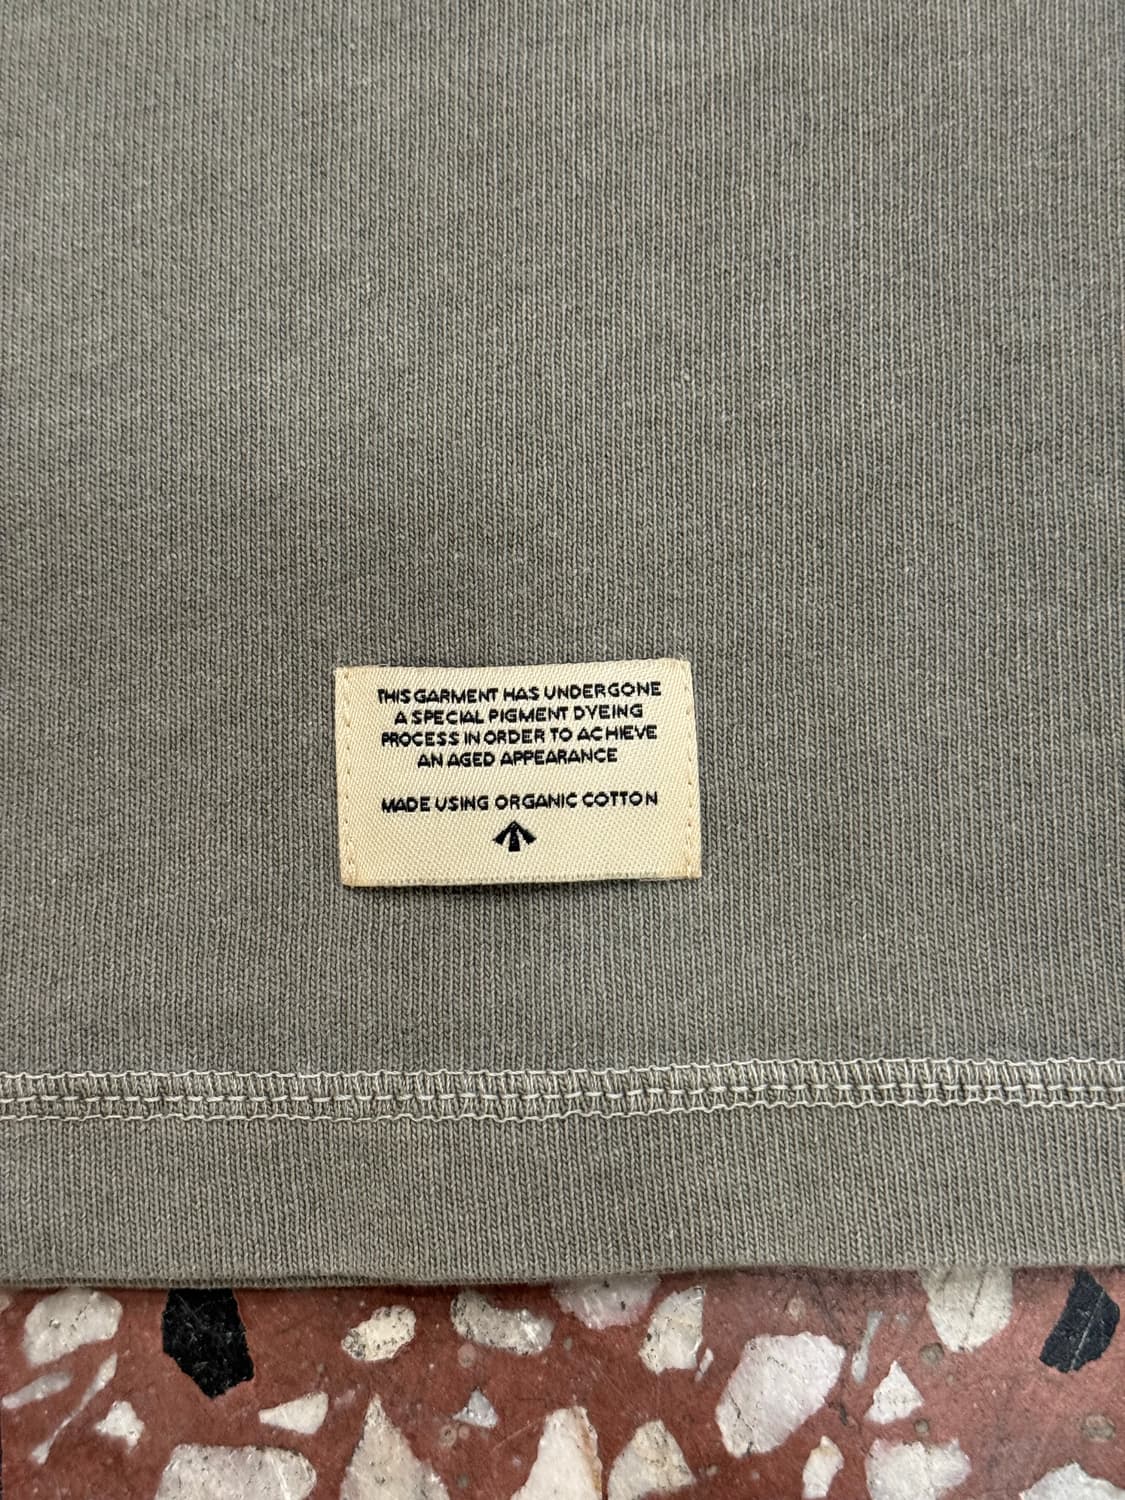 THIS GARMENT HAS UNDERGONE
A SPECIAL PIGMENT DYEING
PROCESS IN ORDER TO ACHIEVE
AN AGED APPEARANCE
MADE USING ORGANIC COTTON